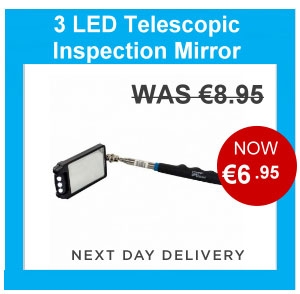 3 LED Telescopic
Inspection Mirror
WAS €8.95
NOW
€6.95
NEXT DAY DELIVERY